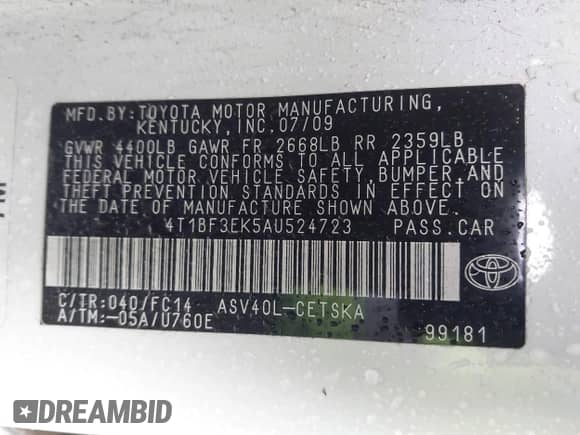 MFD.BY:TOYOTA MOTOR MANUFACTURING,
KENTUCKY, INC.07/09
GVWR 4400LB GAWR FR 2668LB RR 2359LB
THIS VEHICLE CONFORMS TO ALL APPLICABLE
FEDERAL MOTOR VEHICLE SAFETY, BUMPER, AND
THEFT PREVENTION STANDARDS IN EFFECT ON
THE DATE OF MANUFACTURE SHOWN ABOVE.
4T1BF3EK5AU524723 PASS.CAR
C/TR:040/FC14 ASV40L-CETSKA
A/TM:-05A/U760E 99181
DREAMBID